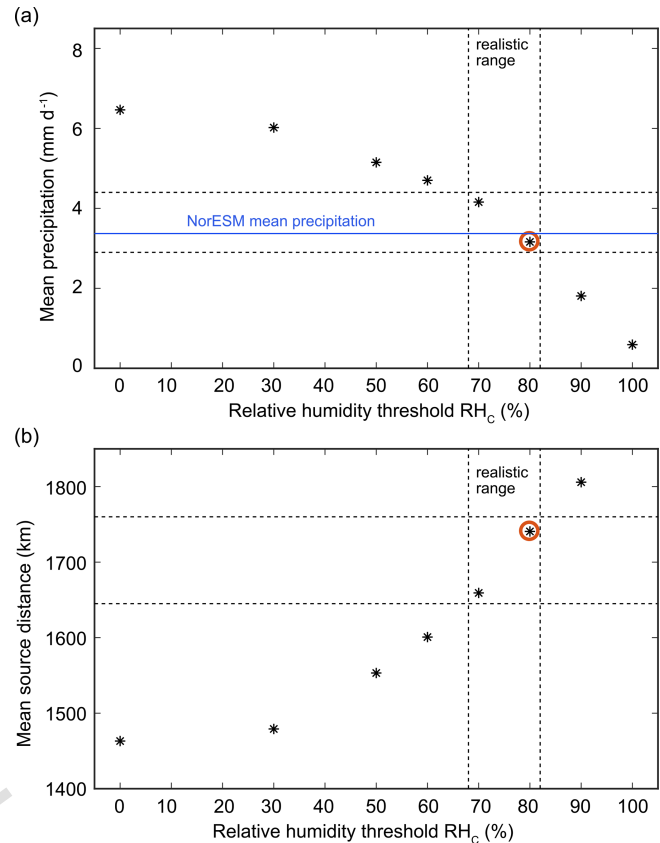 (a)
8
6
4
2
0
Mean precipitation (mm d⁻¹)
realistic
range
NorESM mean precipitation
0 10 20 30 40 50 60 70 80 90 100
Relative humidity threshold RH_C (%)
(b)
1800
1700
1600
1500
1400
Mean source distance (km)
realistic
range
0 10 20 30 40 50 60 70 80 90 100
Relative humidity threshold RH_C (%)